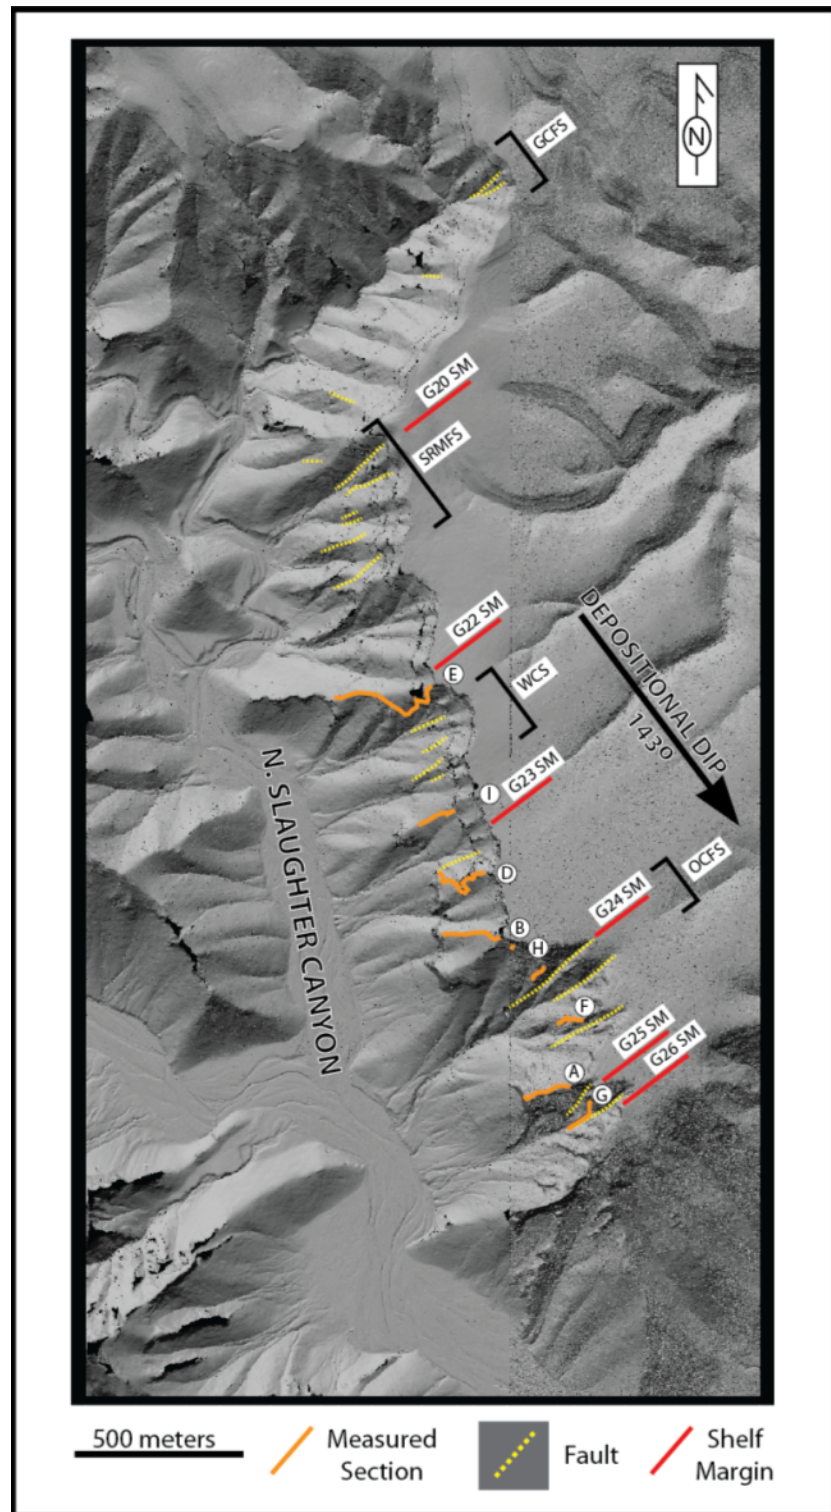 N
GCFS
G20 SM
SRMFS
G22 SM
E
WCS
DEPOSITIONAL DIP
143o
I
G23 SM
N. SLAUGHTER CANYON
OCFS
D
G24 SM
B
H
F
G25 SM
G26 SM
A
G
500 meters
Measured
Section
Fault
Shelf
Margin